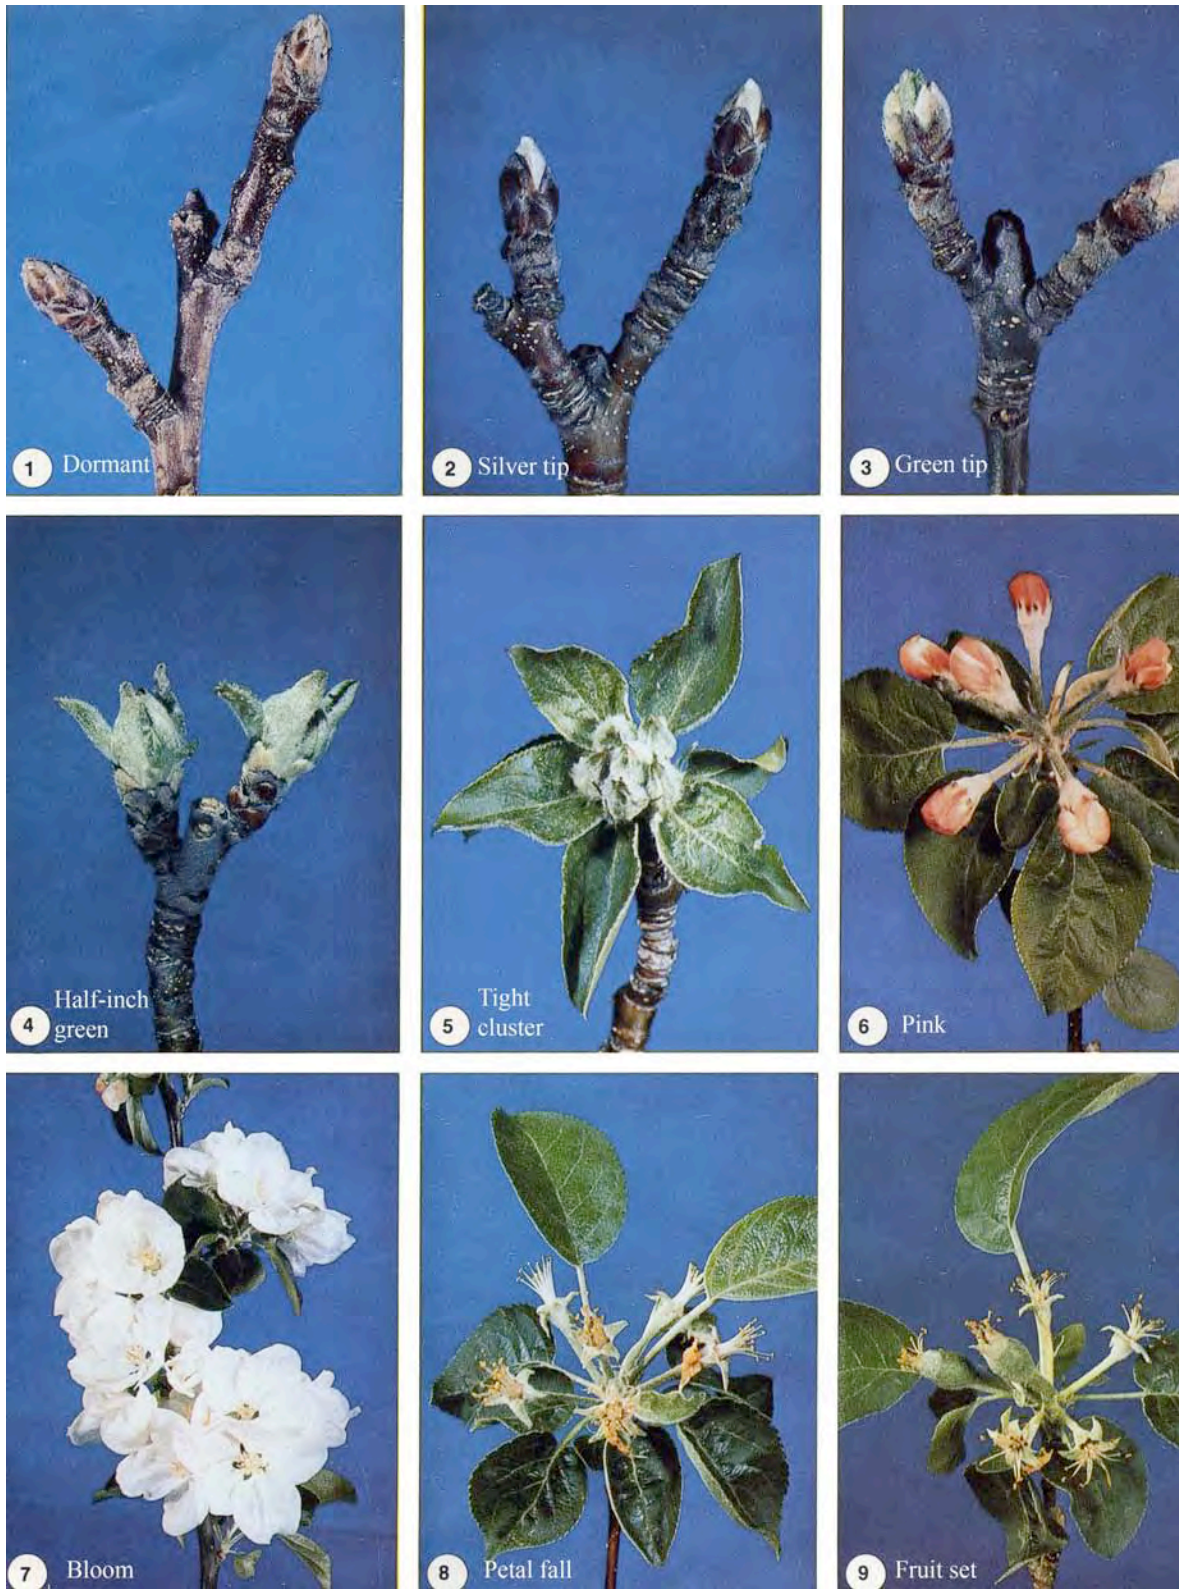 1 Dormant
2 Silver tip
3 Green tip
4 Half-inch
green
5 Tight
cluster
6 Pink
7 Bloom
8 Petal fall
9 Fruit set